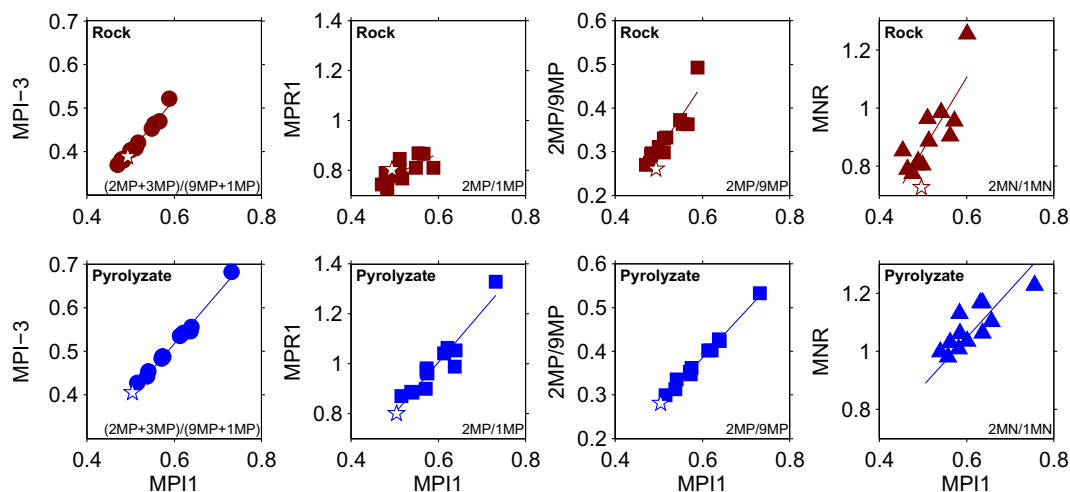 0.7
0.6
0.5
0.4
0.3
Rock
MPI−3
(2MP+3MP)/(9MP+1MP)
0.4 0.6 0.8
1.4
1.2
1
0.8
Rock
MPR1
2MP/1MP
0.4 0.6 0.8
0.6
0.5
0.4
0.3
0.2
Rock
2MP/9MP
2MP/9MP
0.4 0.6 0.8
1.2
1
0.8
Rock
MNR
2MN/1MN
0.4 0.6 0.8
0.7
0.6
0.5
0.4
Pyrolyzate
MPI−3
(2MP+3MP)/(9MP+1MP)
0.4 0.6 0.8
MPI1
1.4
1.2
1
0.8
Pyrolyzate
MPR1
2MP/1MP
0.4 0.6 0.8
MPI1
0.6
0.5
0.4
0.3
0.2
Pyrolyzate
2MP/9MP
2MP/9MP
0.4 0.6 0.8
MPI1
1.2
1
0.8
Pyrolyzate
MNR
2MN/1MN
0.4 0.6 0.8
MPI1